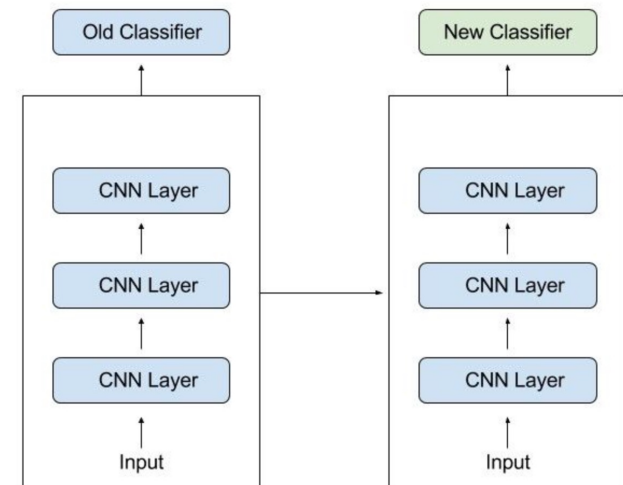 Old Classifier
New Classifier
CNN Layer
CNN Layer
CNN Layer
CNN Layer
CNN Layer
CNN Layer
Input
Input